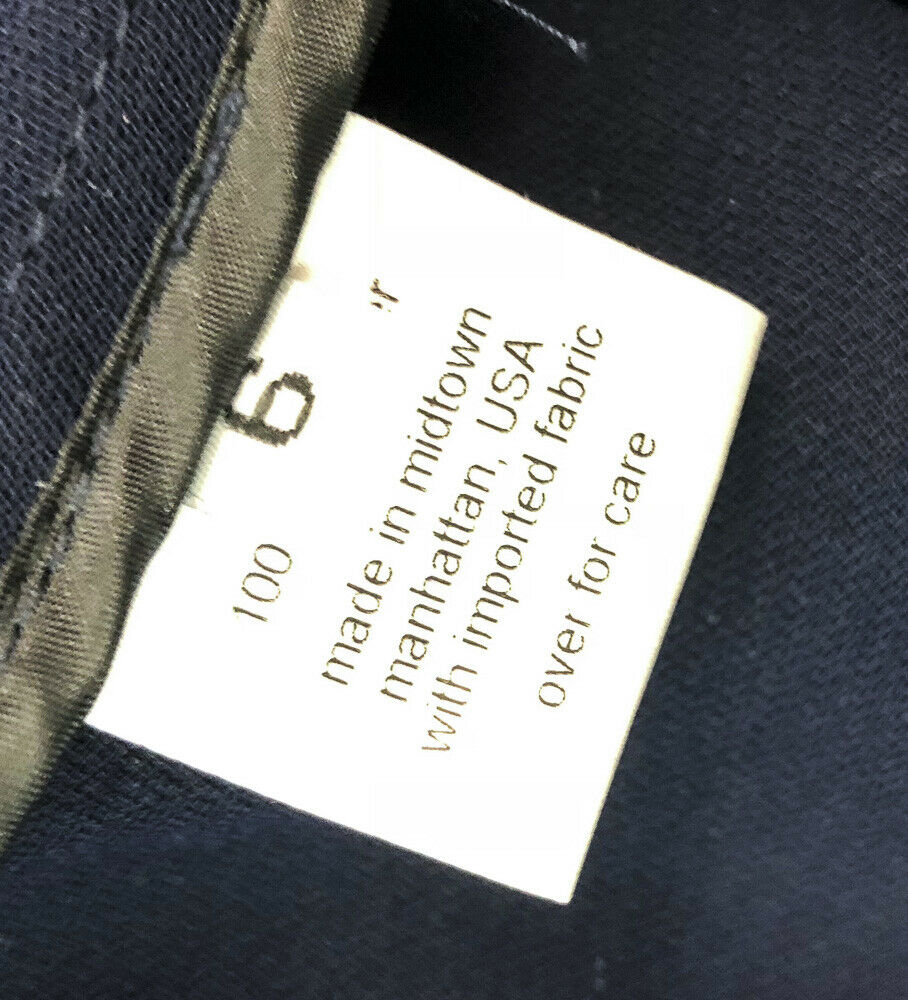 6
100
made in midtown
manhattan, USA
with imported fabric
over for care